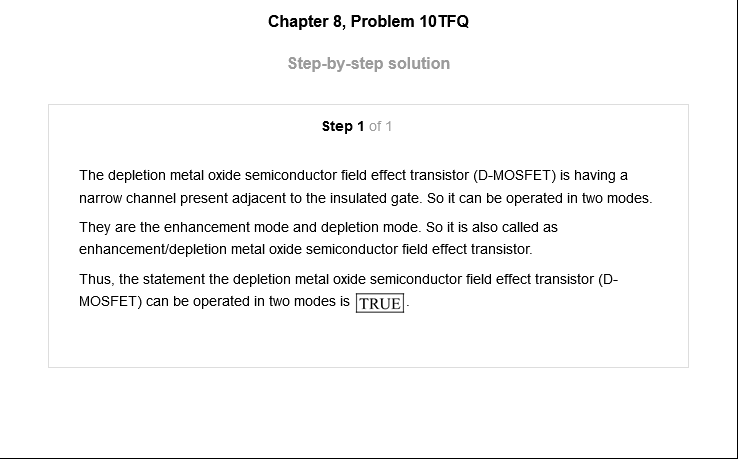 Chapter 8, Problem 10TFQ
Step-by-step solution
Step 1 of 1
The depletion metal oxide semiconductor field effect transistor (D-MOSFET) is having a
narrow channel present adjacent to the insulated gate. So it can be operated in two modes.
They are the enhancement mode and depletion mode. So it is also called as
enhancement/depletion metal oxide semiconductor field effect transistor.
Thus, the statement the depletion metal oxide semiconductor field effect transistor (D-
MOSFET) can be operated in two modes is TRUE.